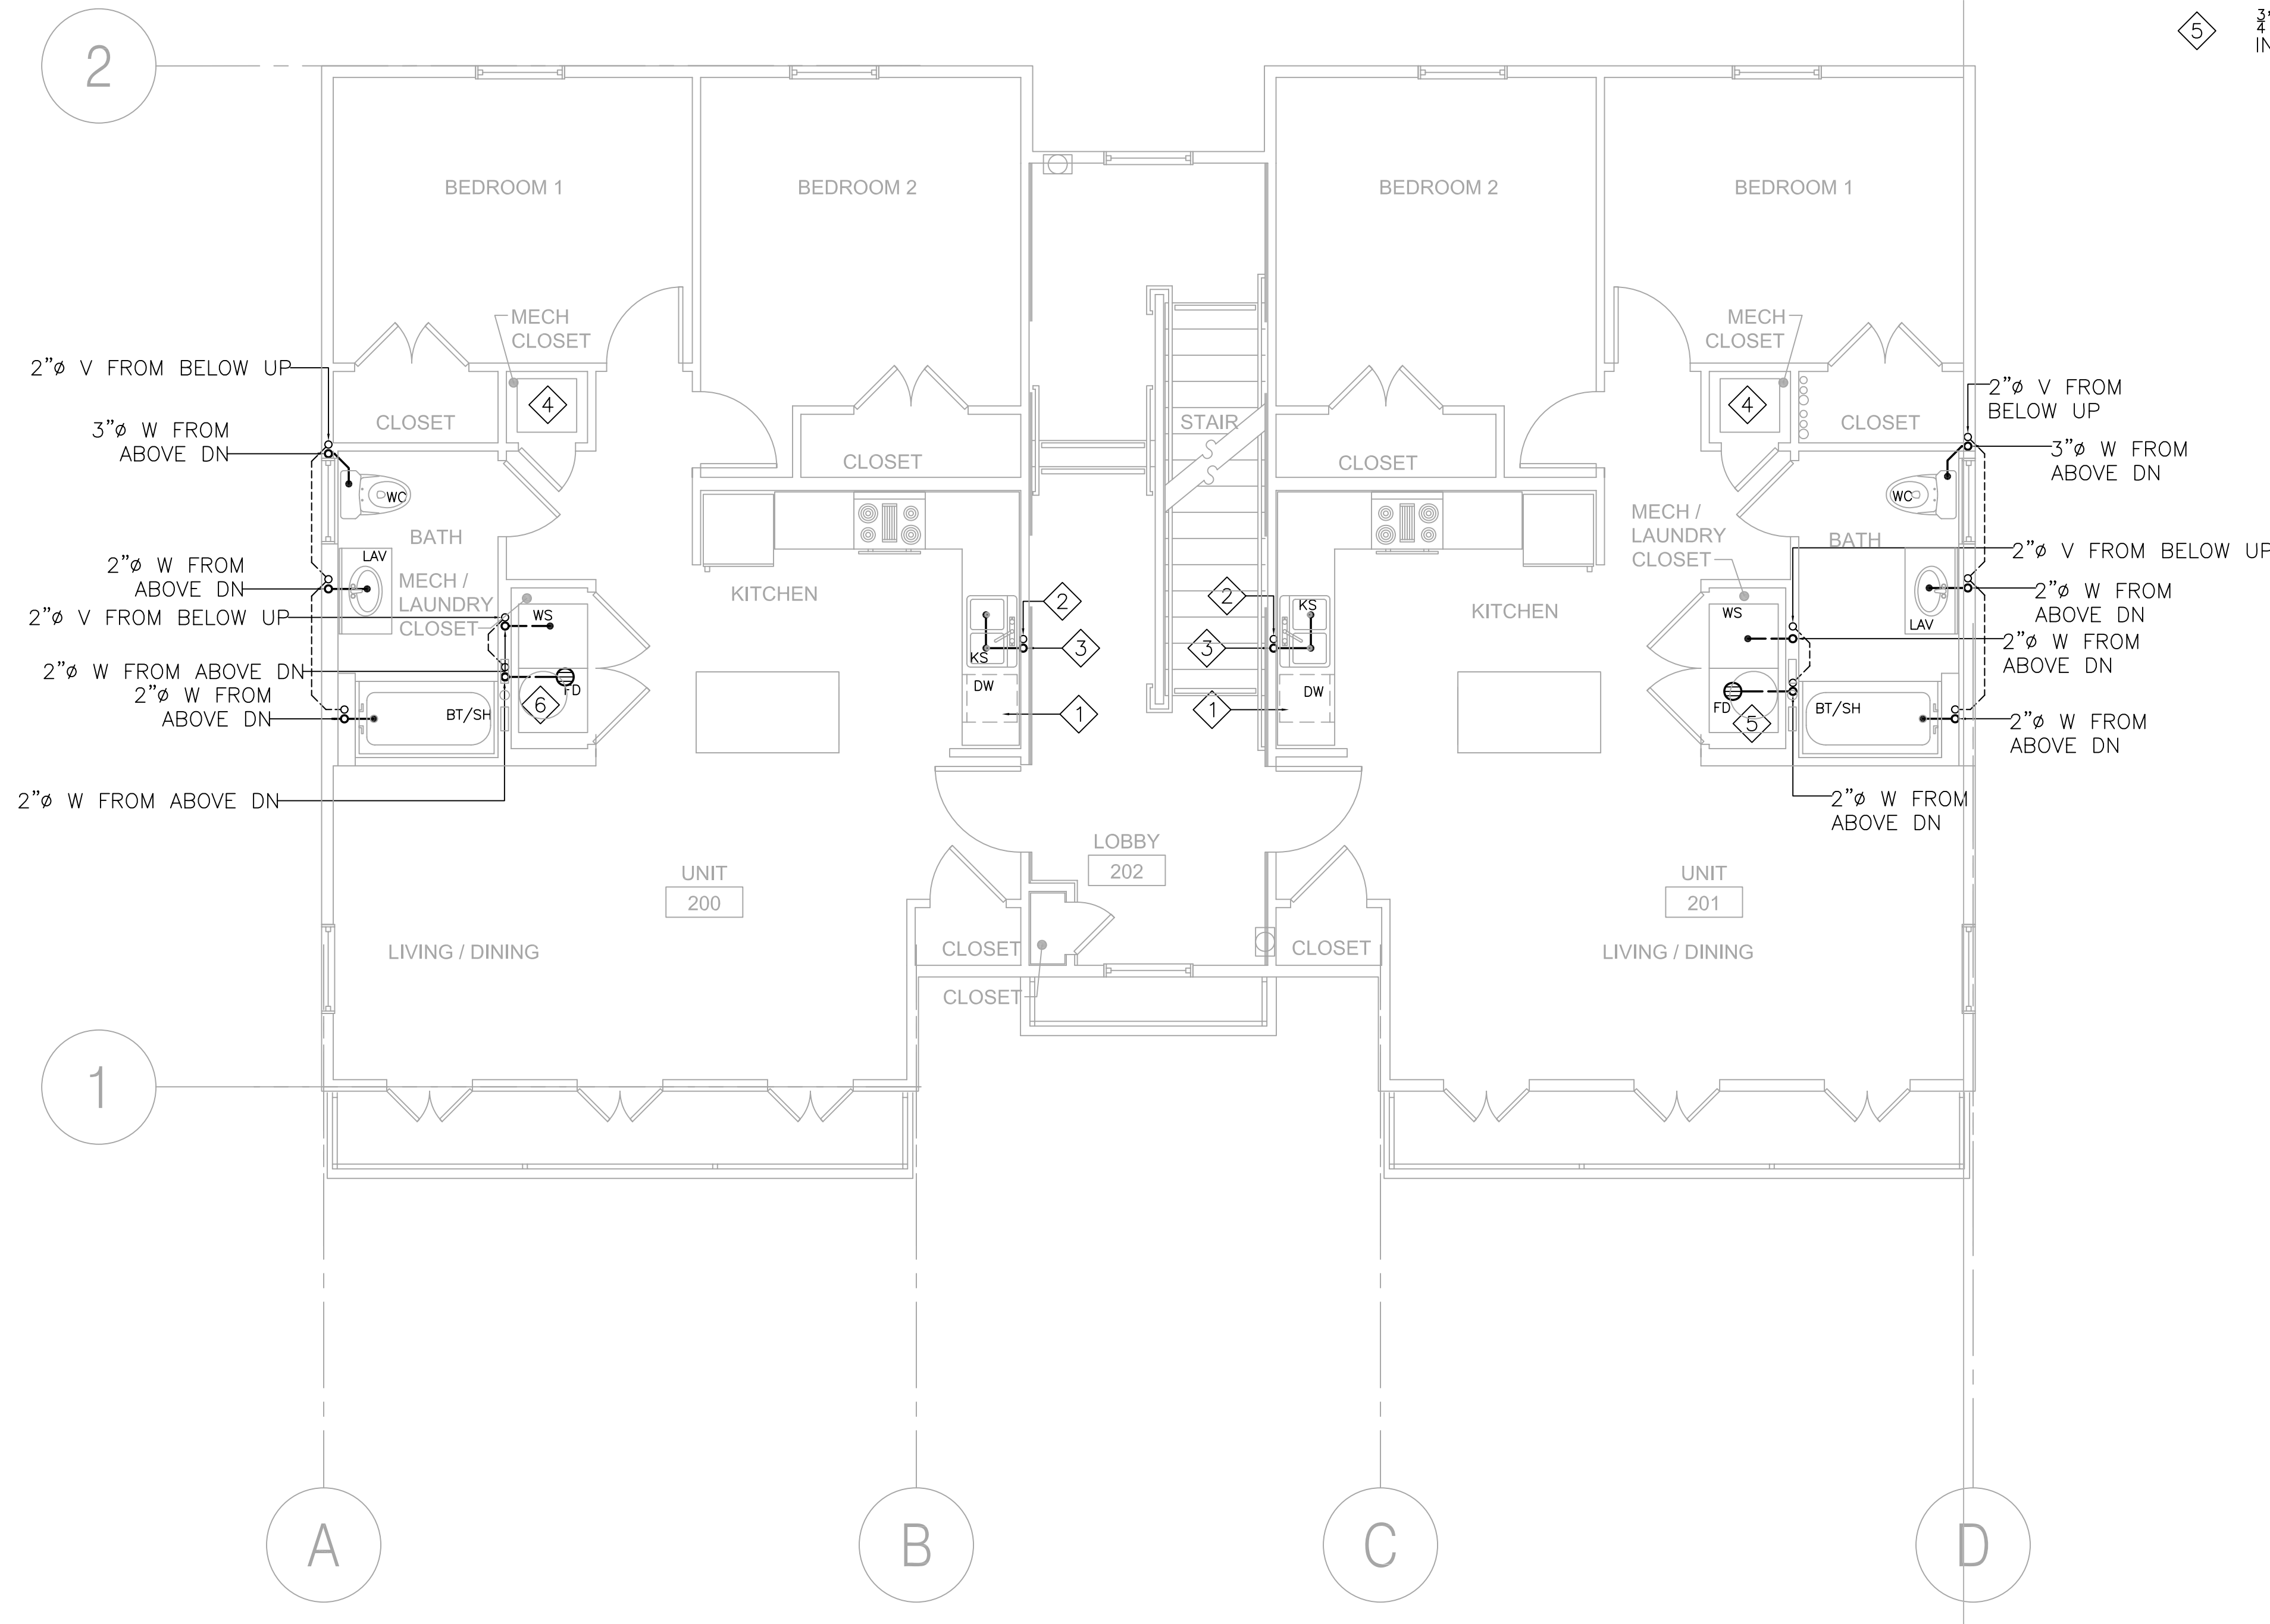 2
5
3"
4
IN
BEDROOM 1
BEDROOM 2
BEDROOM 2
BEDROOM 1
MECH
CLOSET
MECH
CLOSET
2"ø V FROM BELOW UP
4
4
2"ø V FROM
BELOW UP
CLOSET
STAIR
CLOSET
3"ø W FROM
ABOVE DN
CLOSET
CLOSET
3"ø W FROM
ABOVE DN
WC
WC
BATH
MECH /
LAUNDRY
CLOSET
BATH
LAV
2"ø W FROM
ABOVE DN
MECH /
LAUNDRY
CLOSET
KITCHEN
KITCHEN
2"ø V FROM BELOW UP
2"ø W FROM
ABOVE DN
2"ø V FROM BELOW UP
WS
2
2
KS
WS
LAV
3
3
KS
2"ø W FROM
ABOVE DN
2"ø W FROM ABOVE DN
2"ø W FROM
ABOVE DN
FD
6
BT/SH
DW
1
1
DW
FD
5
BT/SH
2"ø W FROM
ABOVE DN
2"ø W FROM ABOVE DN
2"ø W FROM
ABOVE DN
LOBBY
202
UNIT
200
UNIT
201
LIVING / DINING
CLOSET
CLOSET
LIVING / DINING
CLOSET
1
A
B
C
D